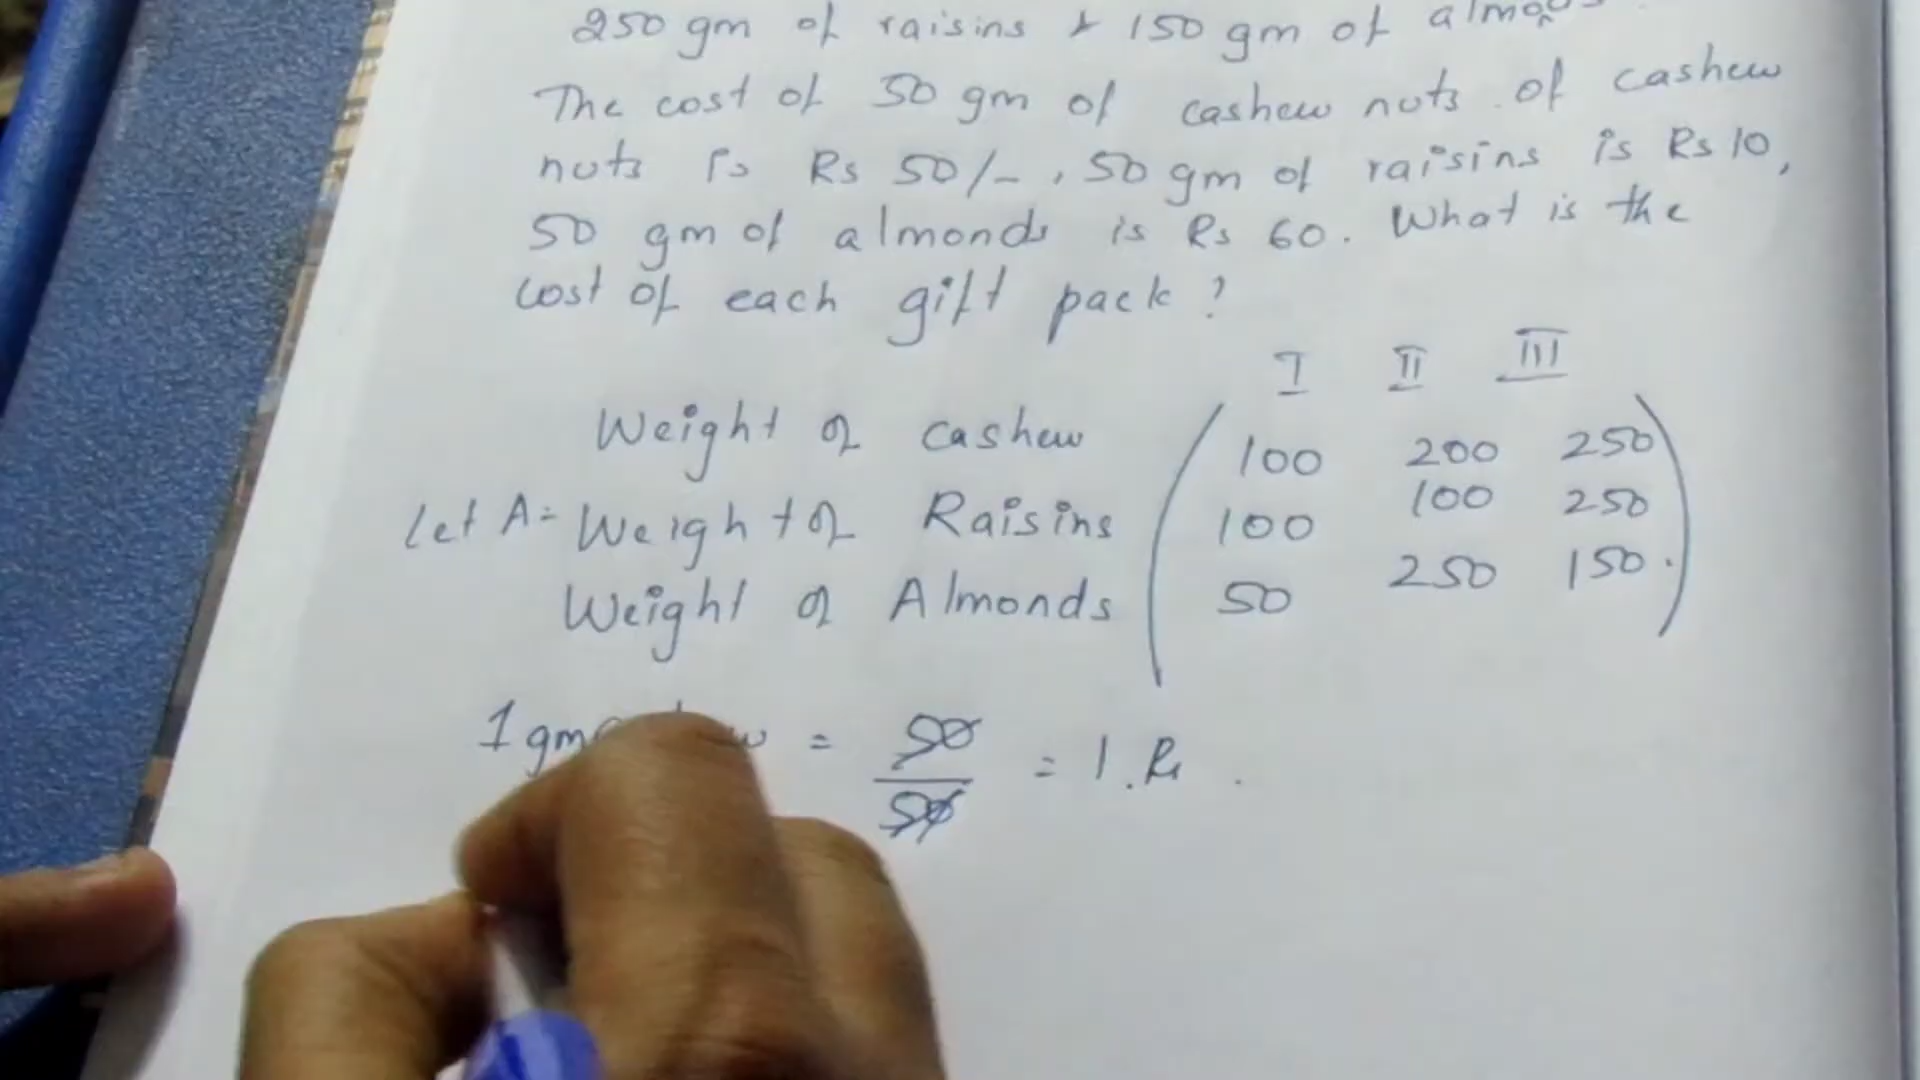 250 gm of raisins & 150 gm of
The cost of 50 gm of cashew nuts of cashew
nuts is Rs 50/-, 50 gm of raisins is Rs 10,
50 gm of almonds is Rs 60. What is the
cost of each gift pack ?
I II III
Weight of cashew 100 200 250
Let A = Weight of Raisins 100 100 250
Weight of Almonds 50 250 150.
1 gm = 50/50 = 1. Rs.